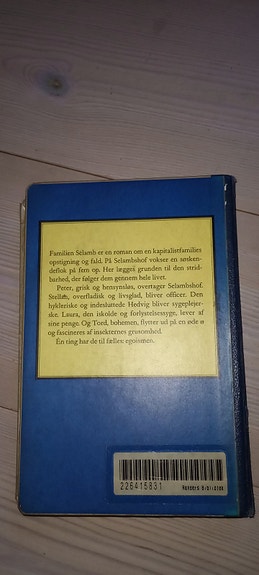 Familien Selamb er en roman om en kapitalistfamilies
opstigning og fald. På Selambshof vokser en søsken-
deflok på fem op. Her lægges grunden til den strid-
barhed, der følger dem gennem hele livet.
Peter, grisk og hensynsløs, overtager Selambshof.
Stellan, overfladisk og livsglad, bliver officer. Den
hykleriske og indesluttede Hedvig bliver sygeplejer-
ske. Laura, den iskolde og forlystelsessyge, lever af
sine penge. Og Tord, bohemen, flytter ud på en øde ø
og fascineres af insekternes grusomhed.
Én ting har de til fælles: egoismen.
226415831